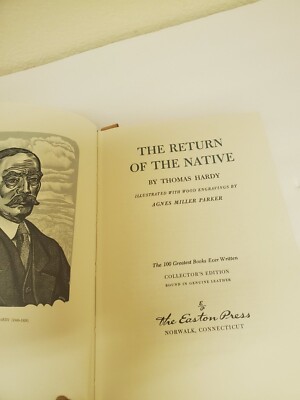 THE RETURN
OF THE NATIVE
BY THOMAS HARDY
ILLUSTRATED WITH WOOD ENGRAVINGS BY
AGNES MILLER PARKER
The 100 Greatest Books Ever Written
COLLECTOR'S EDITION
BOUND IN GENUINE LEATHER
The Easton Press
NORWALK, CONNECTICUT